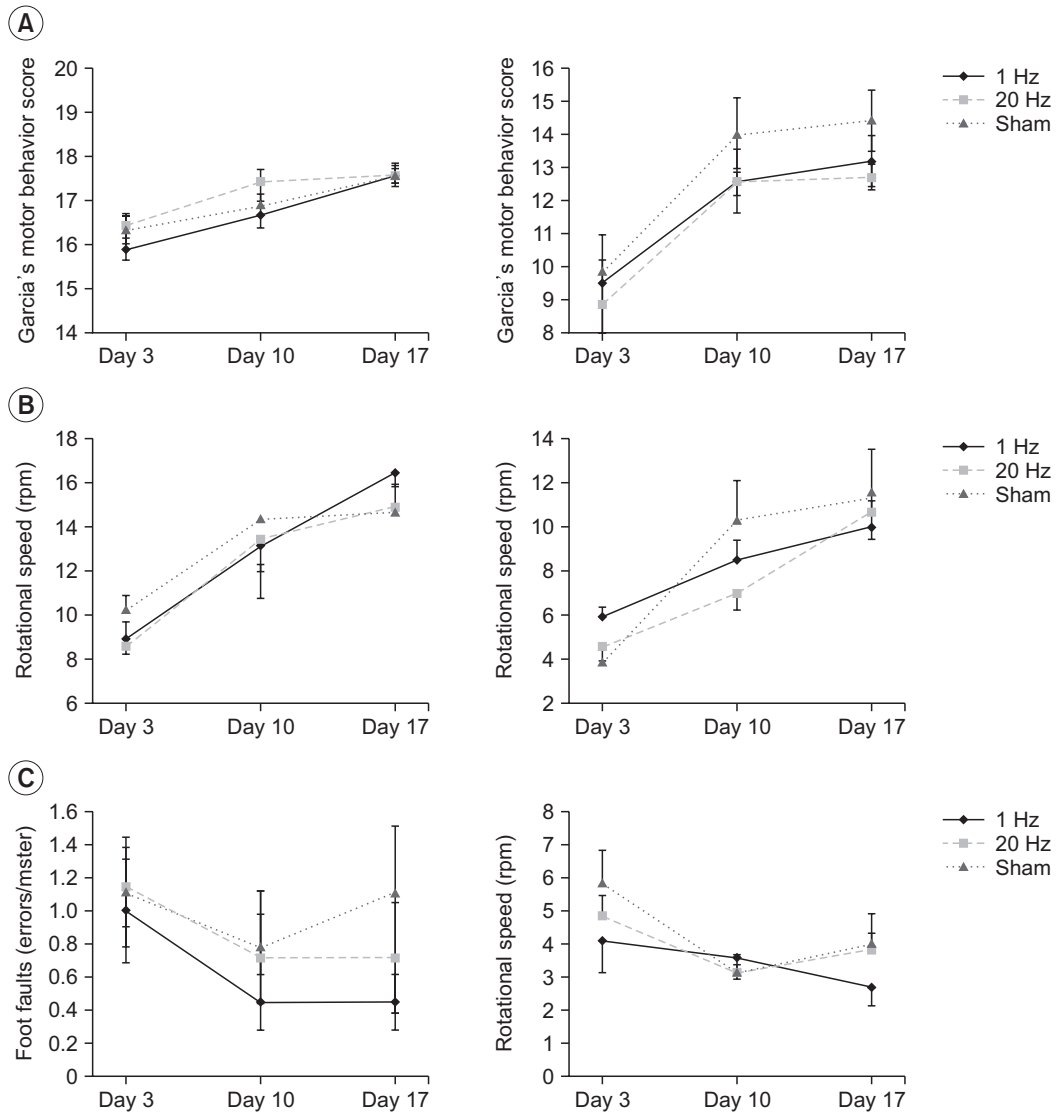 A
Garcia's motor behavior score
20
19
18
17
16
15
14
Day 3 Day 10 Day 17
Garcia's motor behavior score
16
15
14
13
12
11
10
9
8
Day 3 Day 10 Day 17
1 Hz
20 Hz
Sham
B
Rotational speed (rpm)
18
16
14
12
10
8
6
Day 3 Day 10 Day 17
Rotational speed (rpm)
14
12
10
8
6
4
2
Day 3 Day 10 Day 17
1 Hz
20 Hz
Sham
C
Foot faults (errors/mster)
1.6
1.4
1.2
1.0
0.8
0.6
0.4
0.2
0
Day 3 Day 10 Day 17
Rotational speed (rpm)
8
7
6
5
4
3
2
1
0
Day 3 Day 10 Day 17
1 Hz
20 Hz
Sham